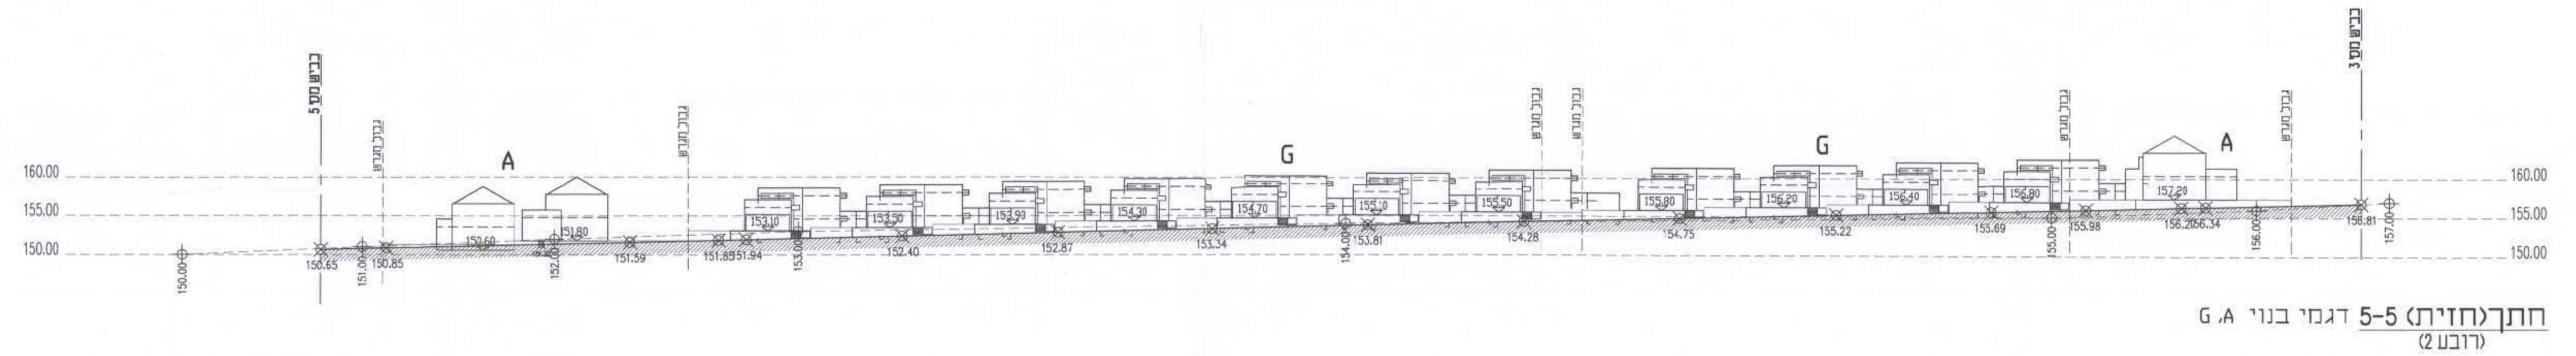 כביש מס' 5
גבול מגרש
גבול מגרש
גבול מגרש
גבול מגרש
גבול מגרש
גבול מגרש
כביש מס' 3
A G G A
160.00 160.00
155.00 155.00
150.00 150.00
150.60 151.80 153.10 153.50 153.90 154.30 154.70 155.10 155.50 155.80 156.20 156.40 156.80 157.20
150.65 150.85 151.59 151.85 151.94 152.40 152.87 153.34 153.81 154.28 154.75 155.22 155.69 155.98 156.20 156.34 156.81
150.00 151.00 152.00 153.00 154.00 155.00 156.00 157.00
חתך(חזית) 5-5 דגמי בנוי G ,A
(רובע 2)